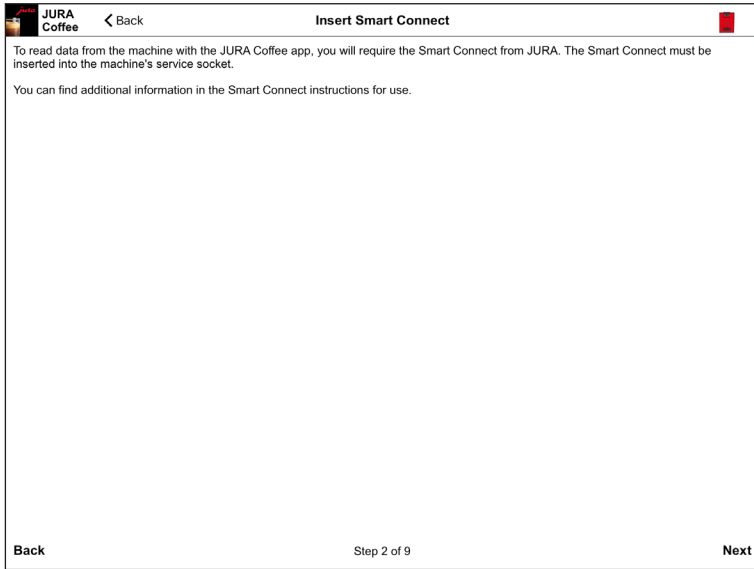 jura
JURA
Coffee
Back
Insert Smart Connect
To read data from the machine with the JURA Coffee app, you will require the Smart Connect from JURA. The Smart Connect must be
inserted into the machine's service socket.
You can find additional information in the Smart Connect instructions for use.
Back
Step 2 of 9
Next